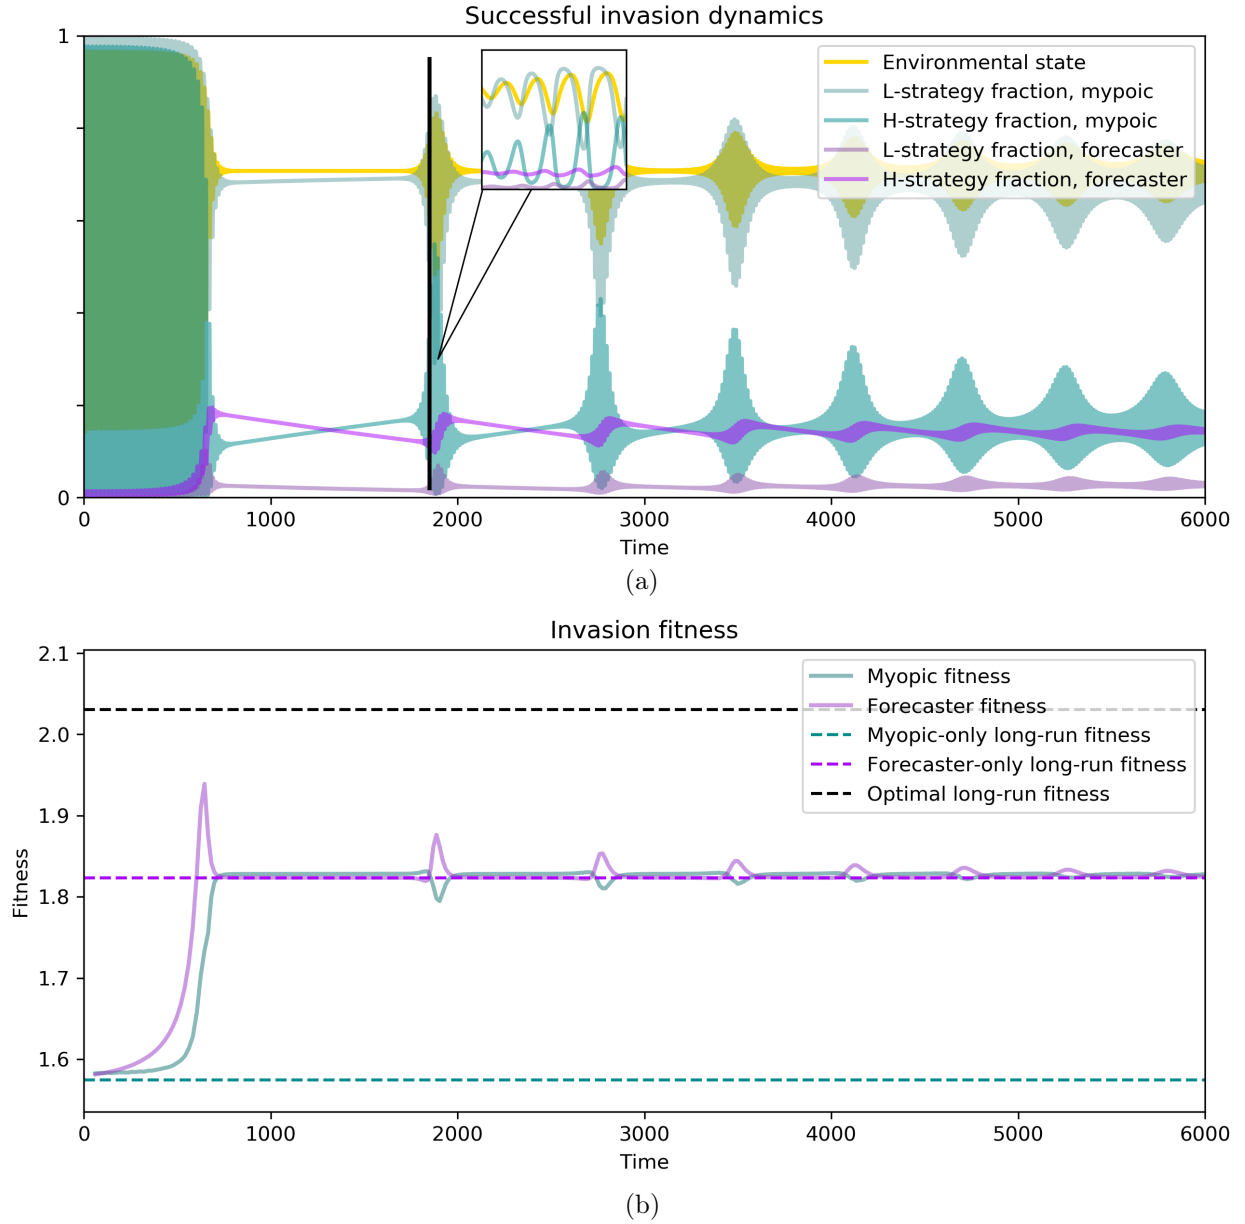 Successful invasion dynamics
1
Environmental state
L-strategy fraction, mypoic
H-strategy fraction, mypoic
L-strategy fraction, forecaster
H-strategy fraction, forecaster
0
0 1000 2000 3000 4000 5000 6000
Time
(a)
Invasion fitness
2.1
Myopic fitness
Forecaster fitness
Myopic-only long-run fitness
Forecaster-only long-run fitness
Optimal long-run fitness
2.0
1.9
1.8
1.7
1.6
Fitness
0 1000 2000 3000 4000 5000 6000
Time
(b)